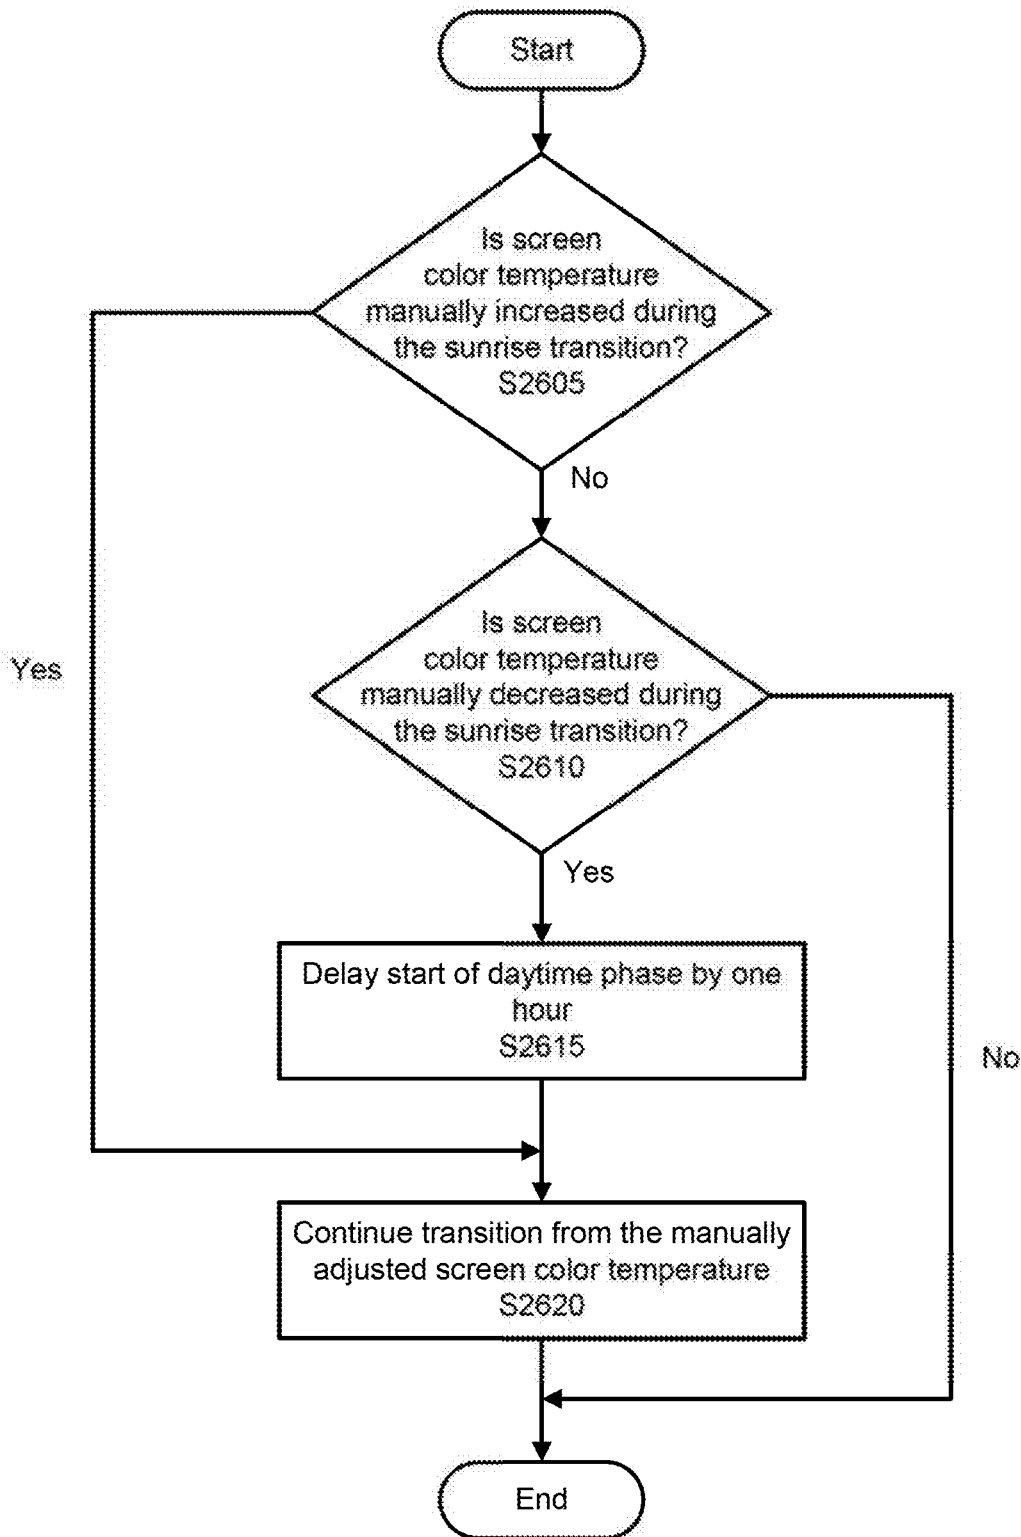 Start
Is screen
color temperature
manually increased during
the sunrise transition?
S2605
No
Is screen
color temperature
manually decreased during
the sunrise transition?
S2610
Yes
Yes
Delay start of daytime phase by one
hour
S2615
No
Continue transition from the manually
adjusted screen color temperature
S2620
End